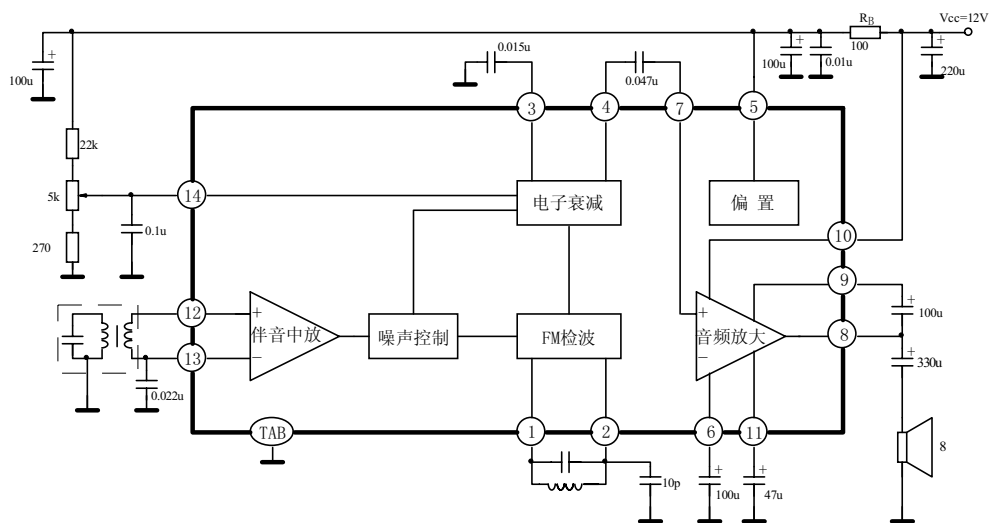 R_B
Vcc=12V
+
100u
0.015u
0.047u
+
100u
0.01u
100
+
220u
3
4
7
5
22k
5k
14
电子衰减
偏 置
0.1u
270
10
9
12
+
伴音中放
−
噪声控制
FM检波
+
音频放大
−
+
100u
8
13
0.022u
+
330u
TAB
1
2
6
11
8
10p
+
100u
+
47u